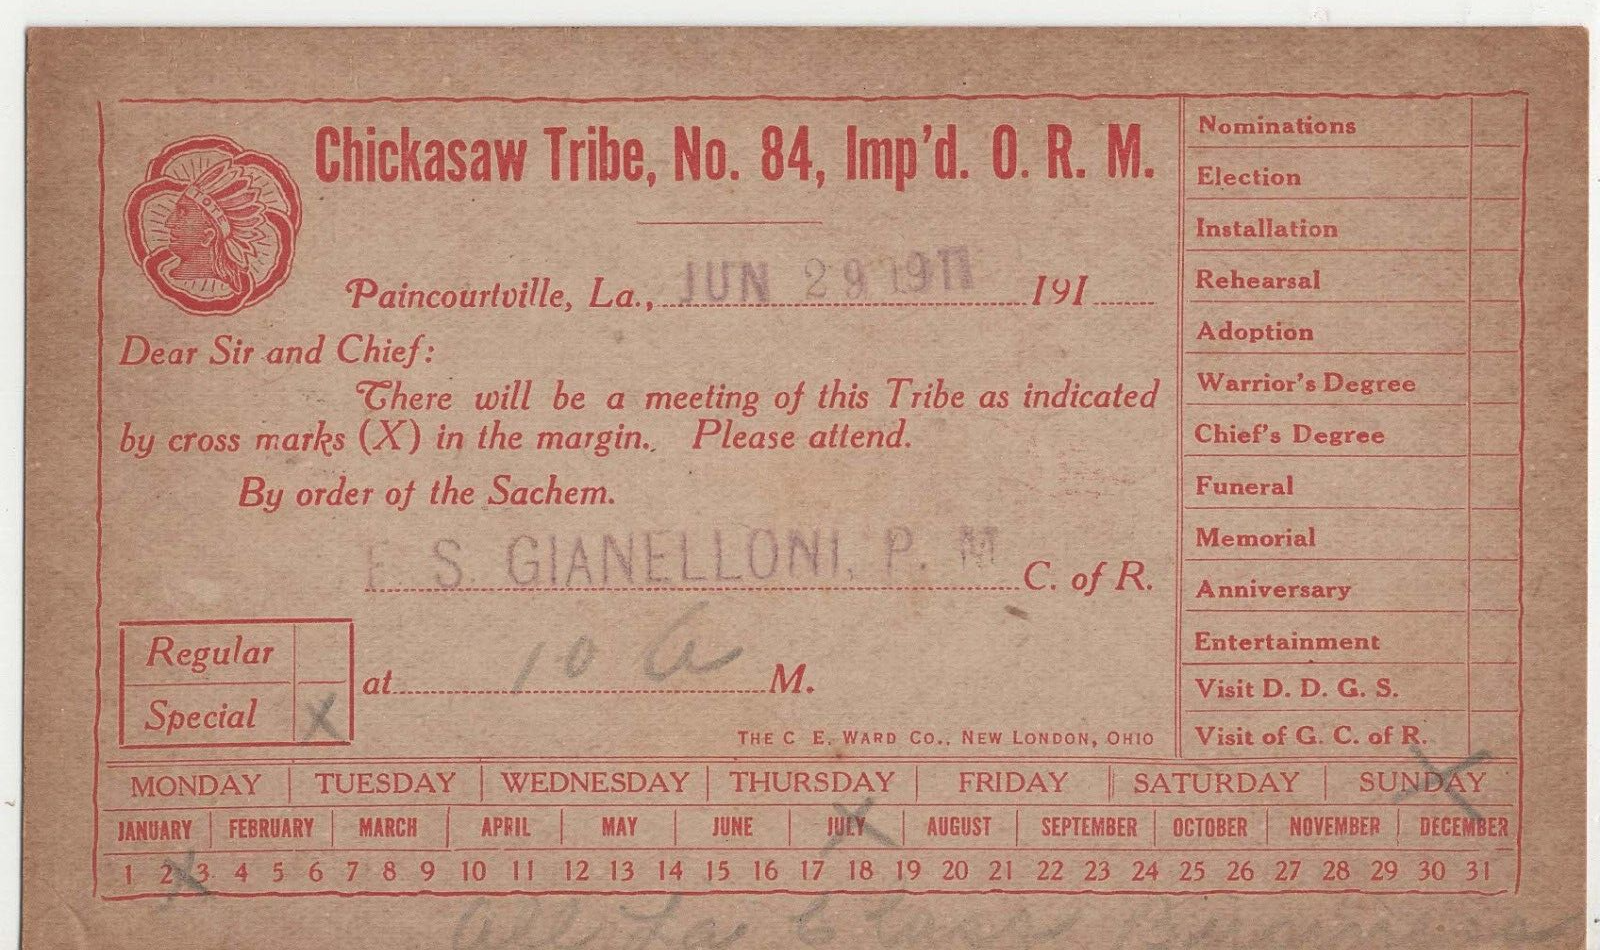 Chickasaw Tribe, No. 84, Imp'd. O. R. M.
TOTE
Paincourtville, La., JUN 29 1911 191
Dear Sir and Chief:
There will be a meeting of this Tribe as indicated
by cross marks (X) in the margin. Please attend.
By order of the Sachem.
S. GIANELLONI, P. M C. of R.
Regular
Special X
at 10 a M.
THE C E. WARD CO., NEW LONDON, OHIO
Nominations
Election
Installation
Rehearsal
Adoption
Warrior's Degree
Chief's Degree
Funeral
Memorial
Anniversary
Entertainment
Visit D. D. G. S.
Visit of G. C. of R.
MONDAY TUESDAY WEDNESDAY THURSDAY FRIDAY SATURDAY SUNDAY X
JANUARY FEBRUARY MARCH APRIL MAY JUNE JULY X AUGUST SEPTEMBER OCTOBER NOVEMBER DECEMBER
1 2 X 3 4 5 6 7 8 9 10 11 12 13 14 15 16 17 18 19 20 21 22 23 24 25 26 27 28 29 30 31
All